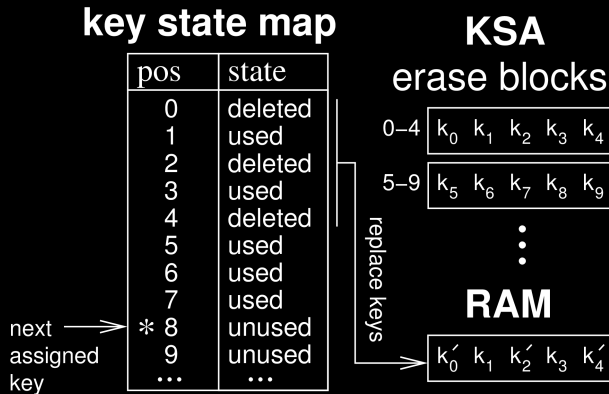 key state map
pos state
0 deleted
1 used
2 deleted
3 used
4 deleted
5 used
6 used
7 used
* 8 unused
9 unused
... ...
next
assigned
key
replace keys
KSA
erase blocks
0–4 k₀ k₁ k₂ k₃ k₄
5–9 k₅ k₆ k₇ k₈ k₉
⋮
RAM
k₀′ k₁ k₂′ k₃ k₄′